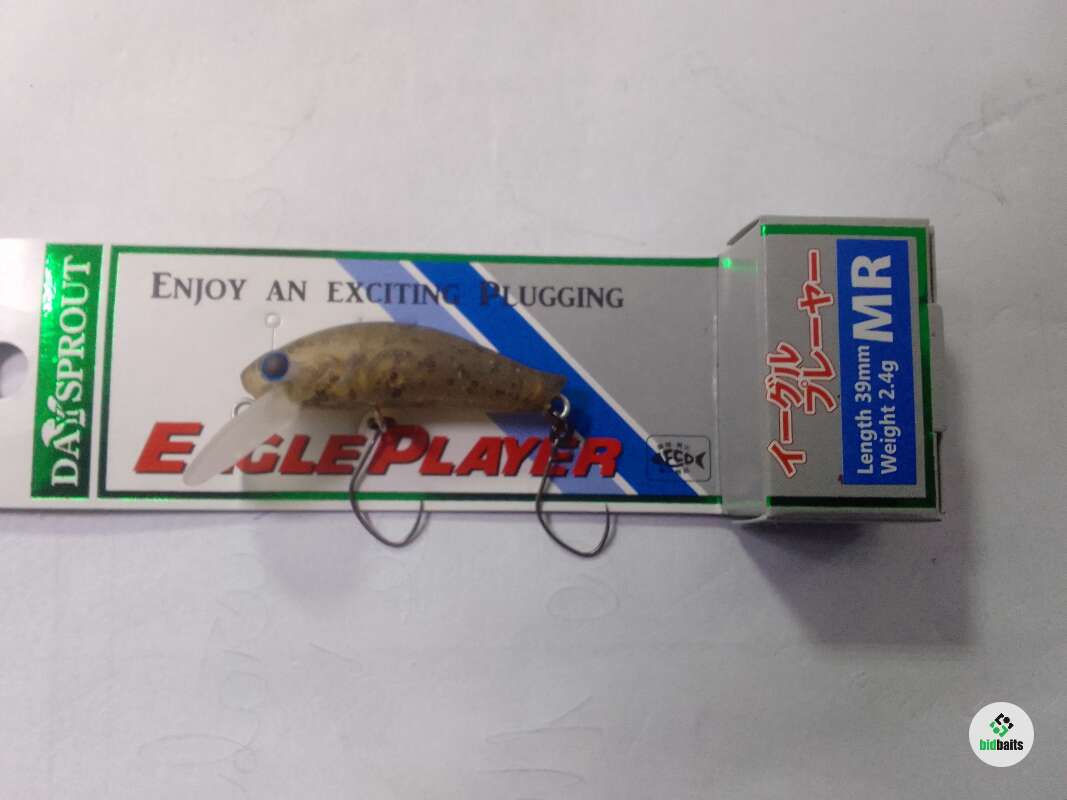 DAYSPROUT
ENJOY AN EXCITING PLUGGING
EAGLE PLAYER
FECO
イーグル
プレーヤー
MR
Length 39mm
Weight 2.4g
bidbaits